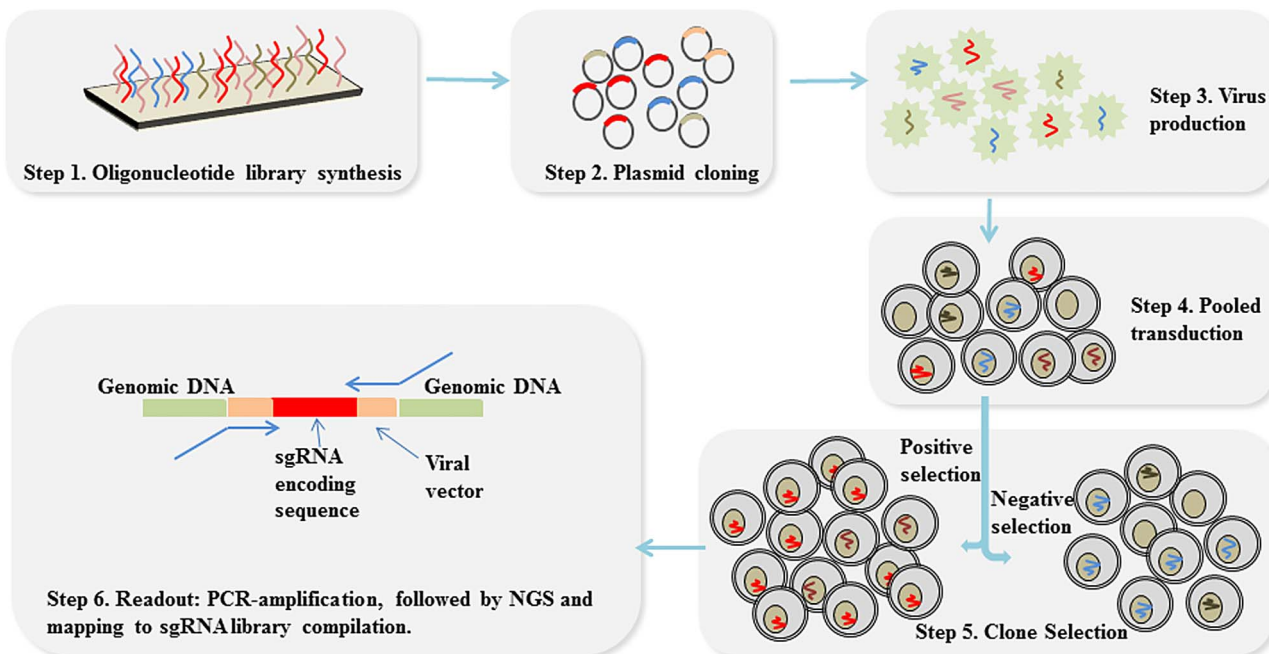 Step 1. Oligonucleotide library synthesis
Step 2. Plasmid cloning
Step 3. Virus
production
Step 4. Pooled
transduction
Positive
selection
Negative
selection
Step 5. Clone Selection
Genomic DNA
Genomic DNA
sgRNA
encoding
sequence
Viral
vector
Step 6. Readout: PCR-amplification, followed by NGS and
mapping to sgRNA library compilation.